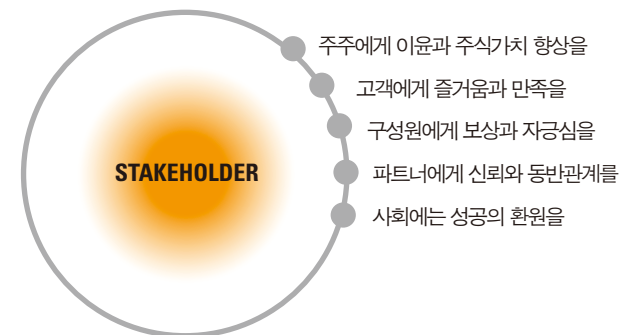 주주에게 이윤과 주식가치 향상을
고객에게 즐거움과 만족을
구성원에게 보상과 자긍심을
STAKEHOLDER
파트너에게 신뢰와 동반관계를
사회에는 성공의 환원을